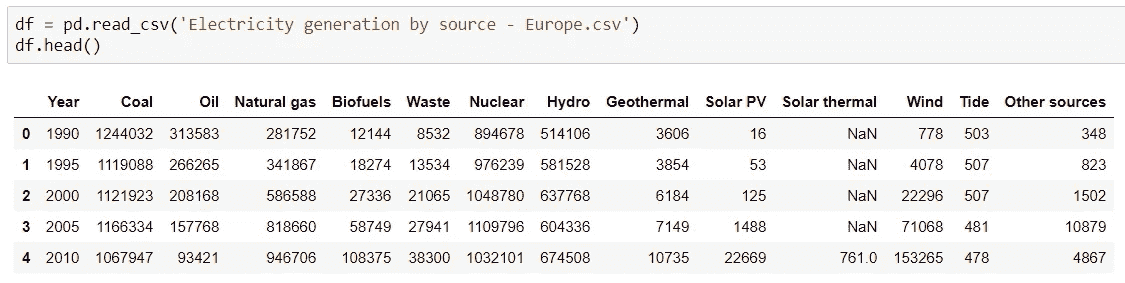 df = pd.read_csv('Electricity generation by source - Europe.csv')
df.head()
Year Coal Oil Natural gas Biofuels Waste Nuclear Hydro Geothermal Solar PV Solar thermal Wind Tide Other sources
0 1990 1244032 313583 281752 12144 8532 894678 514106 3606 16 NaN 778 503 348
1 1995 1119088 266265 341867 18274 13534 976239 581528 3854 53 NaN 4078 507 823
2 2000 1121923 208168 586588 27336 21065 1048780 637768 6184 125 NaN 22296 507 1502
3 2005 1166334 157768 818660 58749 27941 1109796 604336 7149 1488 NaN 71068 481 10879
4 2010 1067947 93421 946706 108375 38300 1032101 674508 10735 22669 761.0 153265 478 4867